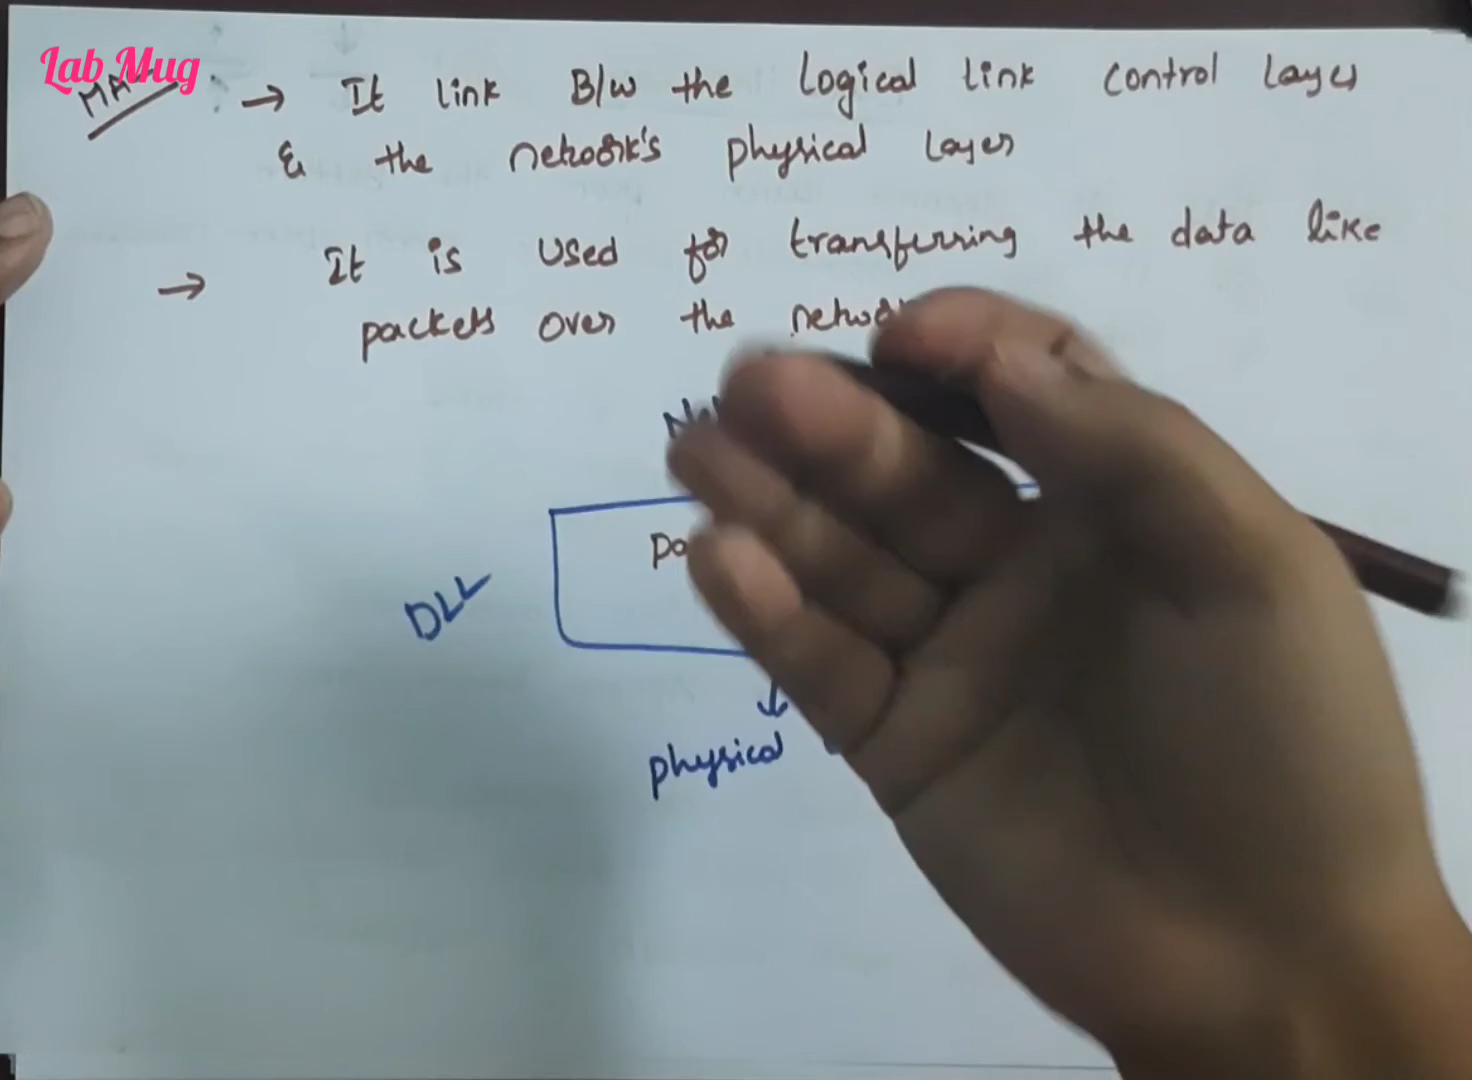 Lab Mug
→ It link B/w the Logical link control Layer
& the network's physical Layer
→ It is Used for transferring the data like
packets over the
DLL
physical